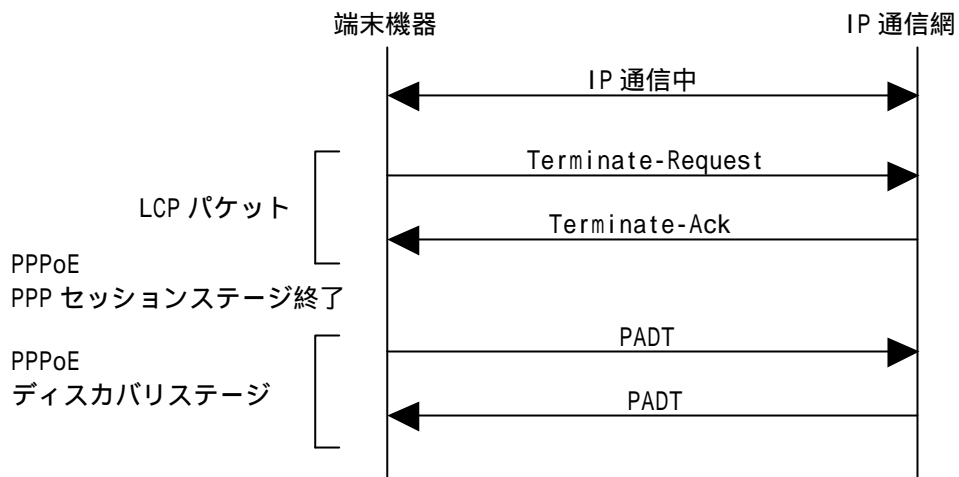 端末機器
IP 通信網
IP 通信中
Terminate-Request
LCP パケット
Terminate-Ack
PPPoE
PPP セッションステージ終了
PADT
PPPoE
ディスカバリステージ
PADT